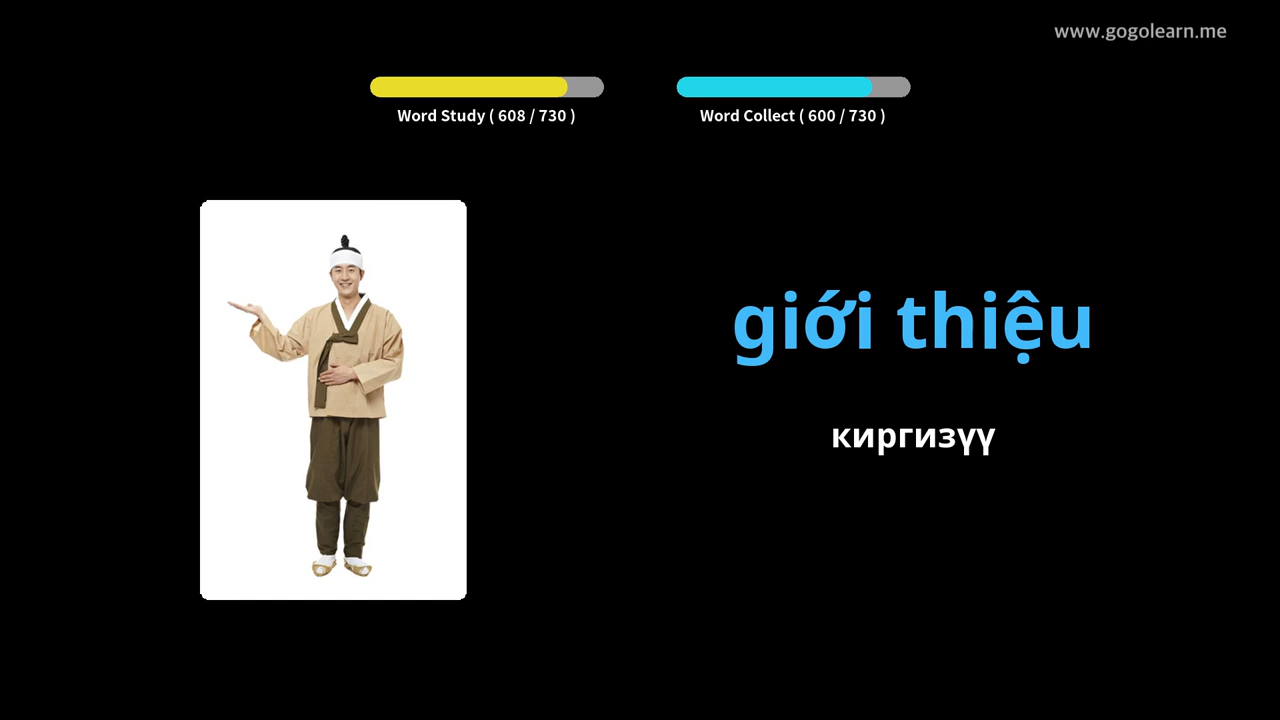 www.gogolearn.me
Word Study ( 608 / 730 )
Word Collect ( 600 / 730 )
giới thiệu
киргизүү